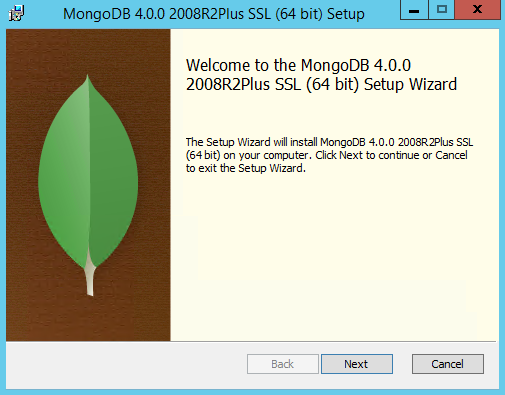 MongoDB 4.0.0 2008R2Plus SSL (64 bit) Setup
Welcome to the MongoDB 4.0.0
2008R2Plus SSL (64 bit) Setup Wizard
The Setup Wizard will install MongoDB 4.0.0 2008R2Plus SSL
(64 bit) on your computer. Click Next to continue or Cancel
to exit the Setup Wizard.
Back Next Cancel